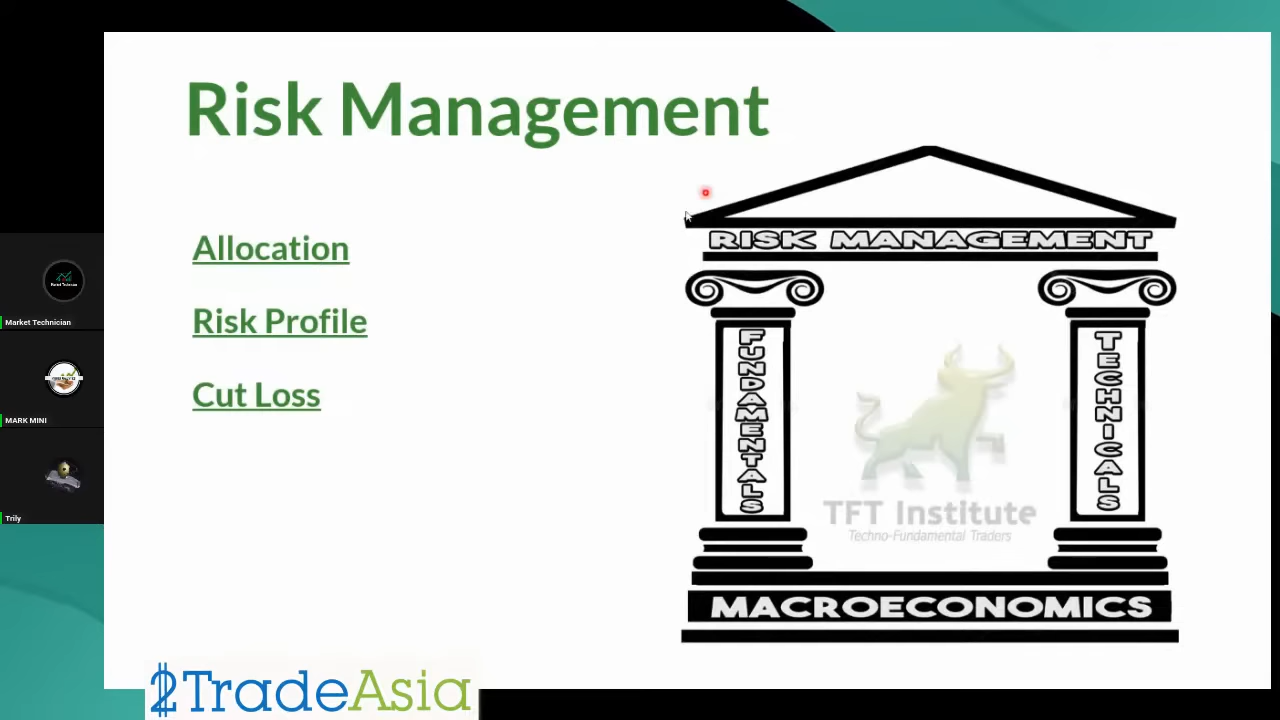 Risk Management
Allocation
Risk Profile
Cut Loss
RISK MANAGEMENT
FUNDAMENTALS
TECHNICALS
TFT Institute
Techno-Fundamental Traders
MACROECONOMICS
Market Technician
MARK MINI
Trily
2TradeAsia